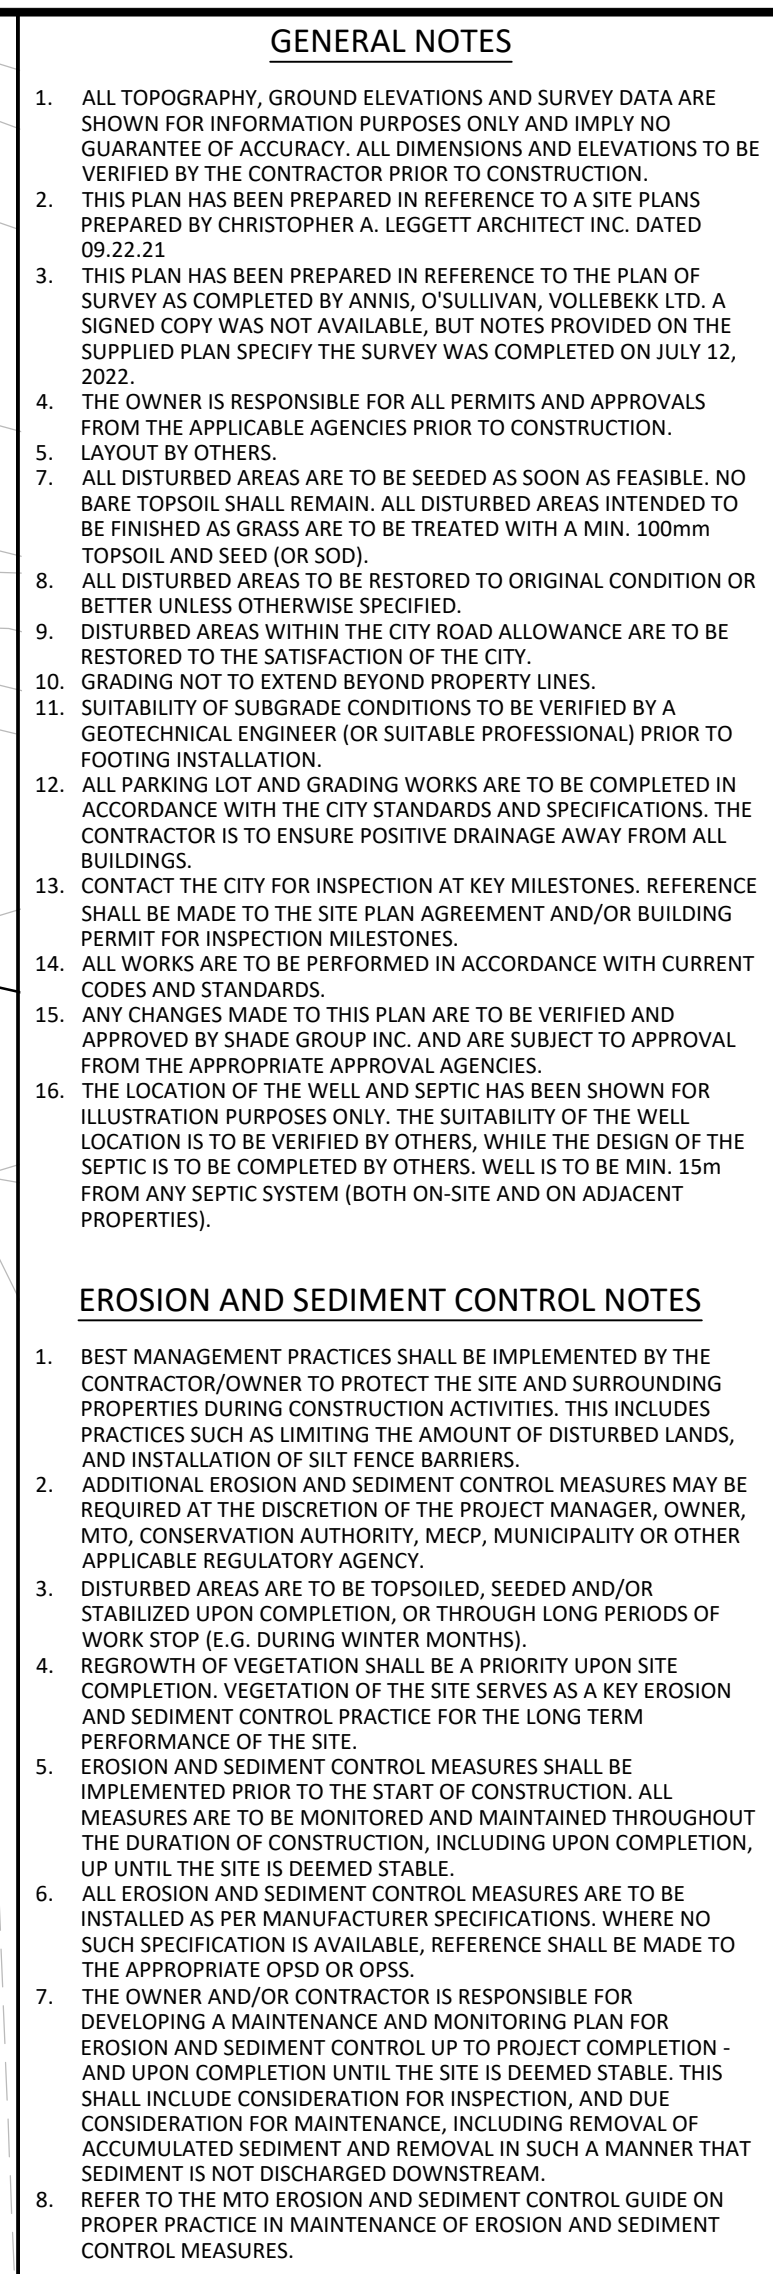 GENERAL NOTES
1. ALL TOPOGRAPHY, GROUND ELEVATIONS AND SURVEY DATA ARE
SHOWN FOR INFORMATION PURPOSES ONLY AND IMPLY NO
GUARANTEE OF ACCURACY. ALL DIMENSIONS AND ELEVATIONS TO BE
VERIFIED BY THE CONTRACTOR PRIOR TO CONSTRUCTION.
2. THIS PLAN HAS BEEN PREPARED IN REFERENCE TO A SITE PLANS
PREPARED BY CHRISTOPHER A. LEGGETT ARCHITECT INC. DATED
09.22.21
3. THIS PLAN HAS BEEN PREPARED IN REFERENCE TO THE PLAN OF
SURVEY AS COMPLETED BY ANNIS, O'SULLIVAN, VOLLEBEKK LTD. A
SIGNED COPY WAS NOT AVAILABLE, BUT NOTES PROVIDED ON THE
SUPPLIED PLAN SPECIFY THE SURVEY WAS COMPLETED ON JULY 12,
2022.
4. THE OWNER IS RESPONSIBLE FOR ALL PERMITS AND APPROVALS
FROM THE APPLICABLE AGENCIES PRIOR TO CONSTRUCTION.
5. LAYOUT BY OTHERS.
7. ALL DISTURBED AREAS ARE TO BE SEEDED AS SOON AS FEASIBLE. NO
BARE TOPSOIL SHALL REMAIN. ALL DISTURBED AREAS INTENDED TO
BE FINISHED AS GRASS ARE TO BE TREATED WITH A MIN. 100mm
TOPSOIL AND SEED (OR SOD).
8. ALL DISTURBED AREAS TO BE RESTORED TO ORIGINAL CONDITION OR
BETTER UNLESS OTHERWISE SPECIFIED.
9. DISTURBED AREAS WITHIN THE CITY ROAD ALLOWANCE ARE TO BE
RESTORED TO THE SATISFACTION OF THE CITY.
10. GRADING NOT TO EXTEND BEYOND PROPERTY LINES.
11. SUITABILITY OF SUBGRADE CONDITIONS TO BE VERIFIED BY A
GEOTECHNICAL ENGINEER (OR SUITABLE PROFESSIONAL) PRIOR TO
FOOTING INSTALLATION.
12. ALL PARKING LOT AND GRADING WORKS ARE TO BE COMPLETED IN
ACCORDANCE WITH THE CITY STANDARDS AND SPECIFICATIONS. THE
CONTRACTOR IS TO ENSURE POSITIVE DRAINAGE AWAY FROM ALL
BUILDINGS.
13. CONTACT THE CITY FOR INSPECTION AT KEY MILESTONES. REFERENCE
SHALL BE MADE TO THE SITE PLAN AGREEMENT AND/OR BUILDING
PERMIT FOR INSPECTION MILESTONES.
14. ALL WORKS ARE TO BE PERFORMED IN ACCORDANCE WITH CURRENT
CODES AND STANDARDS.
15. ANY CHANGES MADE TO THIS PLAN ARE TO BE VERIFIED AND
APPROVED BY SHADE GROUP INC. AND ARE SUBJECT TO APPROVAL
FROM THE APPROPRIATE APPROVAL AGENCIES.
16. THE LOCATION OF THE WELL AND SEPTIC HAS BEEN SHOWN FOR
ILLUSTRATION PURPOSES ONLY. THE SUITABILITY OF THE WELL
LOCATION IS TO BE VERIFIED BY OTHERS, WHILE THE DESIGN OF THE
SEPTIC IS TO BE COMPLETED BY OTHERS. WELL IS TO BE MIN. 15m
FROM ANY SEPTIC SYSTEM (BOTH ON-SITE AND ON ADJACENT
PROPERTIES).
EROSION AND SEDIMENT CONTROL NOTES
1. BEST MANAGEMENT PRACTICES SHALL BE IMPLEMENTED BY THE
CONTRACTOR/OWNER TO PROTECT THE SITE AND SURROUNDING
PROPERTIES DURING CONSTRUCTION ACTIVITIES. THIS INCLUDES
PRACTICES SUCH AS LIMITING THE AMOUNT OF DISTURBED LANDS,
AND INSTALLATION OF SILT FENCE BARRIERS.
2. ADDITIONAL EROSION AND SEDIMENT CONTROL MEASURES MAY BE
REQUIRED AT THE DISCRETION OF THE PROJECT MANAGER, OWNER,
MTO, CONSERVATION AUTHORITY, MECP, MUNICIPALITY OR OTHER
APPLICABLE REGULATORY AGENCY.
3. DISTURBED AREAS ARE TO BE TOPSOILED, SEEDED AND/OR
STABILIZED UPON COMPLETION, OR THROUGH LONG PERIODS OF
WORK STOP (E.G. DURING WINTER MONTHS).
4. REGROWTH OF VEGETATION SHALL BE A PRIORITY UPON SITE
COMPLETION. VEGETATION OF THE SITE SERVES AS A KEY EROSION
AND SEDIMENT CONTROL PRACTICE FOR THE LONG TERM
PERFORMANCE OF THE SITE.
5. EROSION AND SEDIMENT CONTROL MEASURES SHALL BE
IMPLEMENTED PRIOR TO THE START OF CONSTRUCTION. ALL
MEASURES ARE TO BE MONITORED AND MAINTAINED THROUGHOUT
THE DURATION OF CONSTRUCTION, INCLUDING UPON COMPLETION,
UP UNTIL THE SITE IS DEEMED STABLE.
6. ALL EROSION AND SEDIMENT CONTROL MEASURES ARE TO BE
INSTALLED AS PER MANUFACTURER SPECIFICATIONS. WHERE NO
SUCH SPECIFICATION IS AVAILABLE, REFERENCE SHALL BE MADE TO
THE APPROPRIATE OPSD OR OPSS.
7. THE OWNER AND/OR CONTRACTOR IS RESPONSIBLE FOR
DEVELOPING A MAINTENANCE AND MONITORING PLAN FOR
EROSION AND SEDIMENT CONTROL UP TO PROJECT COMPLETION -
AND UPON COMPLETION UNTIL THE SITE IS DEEMED STABLE. THIS
SHALL INCLUDE CONSIDERATION FOR INSPECTION, AND DUE
CONSIDERATION FOR MAINTENANCE, INCLUDING REMOVAL OF
ACCUMULATED SEDIMENT AND REMOVAL IN SUCH A MANNER THAT
SEDIMENT IS NOT DISCHARGED DOWNSTREAM.
8. REFER TO THE MTO EROSION AND SEDIMENT CONTROL GUIDE ON
PROPER PRACTICE IN MAINTENANCE OF EROSION AND SEDIMENT
CONTROL MEASURES.